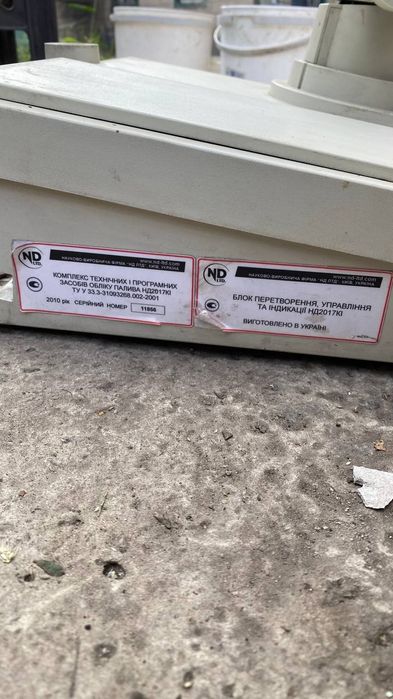 ND
LTD.
www.nd-ltd.com
НАУКОВО-ВИРОБНИЧА ФІРМА "НД ЛТД" КИЇВ, УКРАЇНА
КОМПЛЕКС ТЕХНІЧНИХ І ПРОГРАМНИХ
ЗАСОБІВ ОБЛІКУ ПАЛИВА НД2017КІ
ТУ У 33.3-31093268.002-2001
2010 рік СЕРІЙНИЙ НОМЕР 11856
ND
LTD.
www.nd-ltd.com
НАУКОВО-ВИРОБНИЧА ФІРМА "НД ЛТД" КИЇВ, УКРАЇНА
БЛОК ПЕРЕТВОРЕННЯ, УПРАВЛІННЯ
ТА ІНДИКАЦІЇ НД2017КІ
ВИГОТОВЛЕНО В УКРАЇНІ